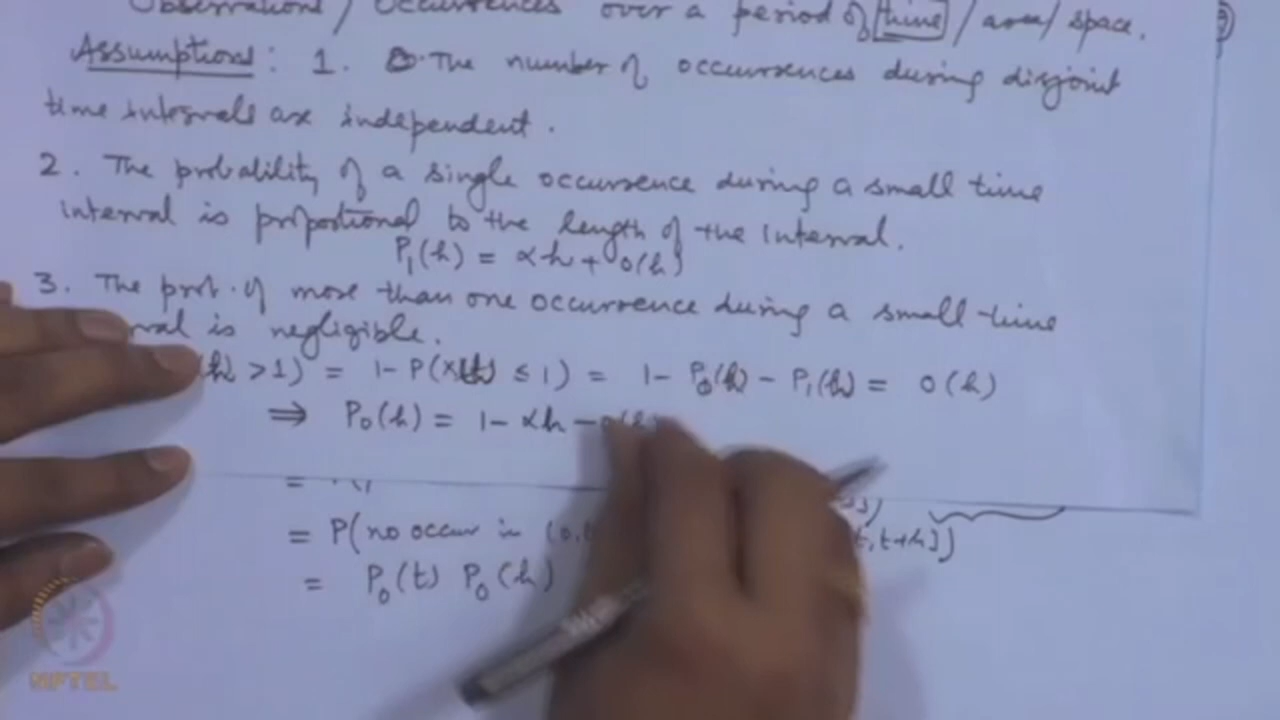 Observations / Occurrences over a period of time / area / space.
Assumptions : 1. The number of occurrences during disjoint
time intervals are independent.
2. The probability of a single occurrence during a small time
interval is proportional to the length of the interval.
P₁(h) = αh + o(h)
3. The prob. of more than one occurrence during a small time
val is negligible.
(h) > 1) = 1 - P(X(h) ≤ 1) = 1 - P₀(h) - P₁(h) = o(h)
⇒ P₀(h) = 1 - αh -
= P(no occur in (0, t, t+h])
= P₀(t) P₀(h)
NPTEL